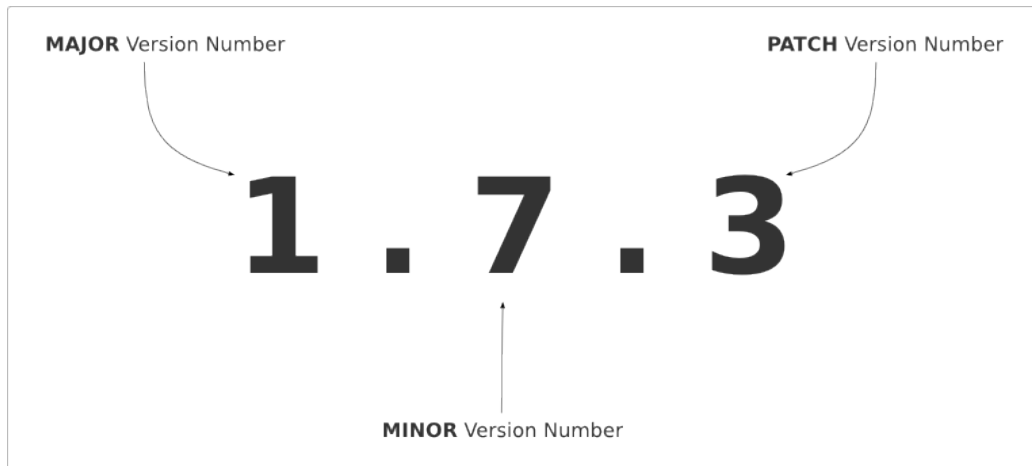 MAJOR Version Number
PATCH Version Number
1 . 7 . 3
MINOR Version Number